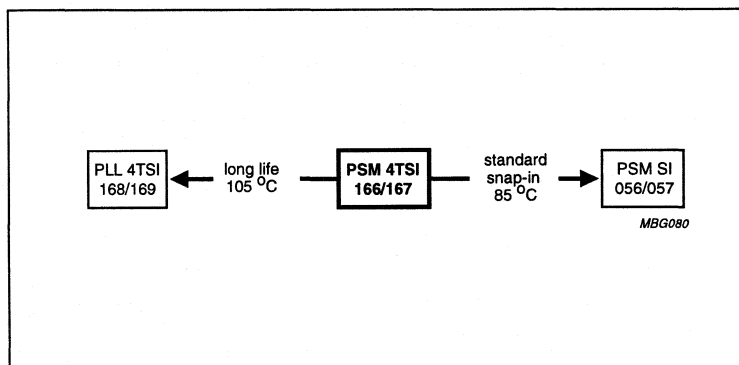 PLL 4TSI
168/169
long life
105 °C
PSM 4TSI
166/167
standard
snap-in
85 °C
PSM SI
056/057
MBG080